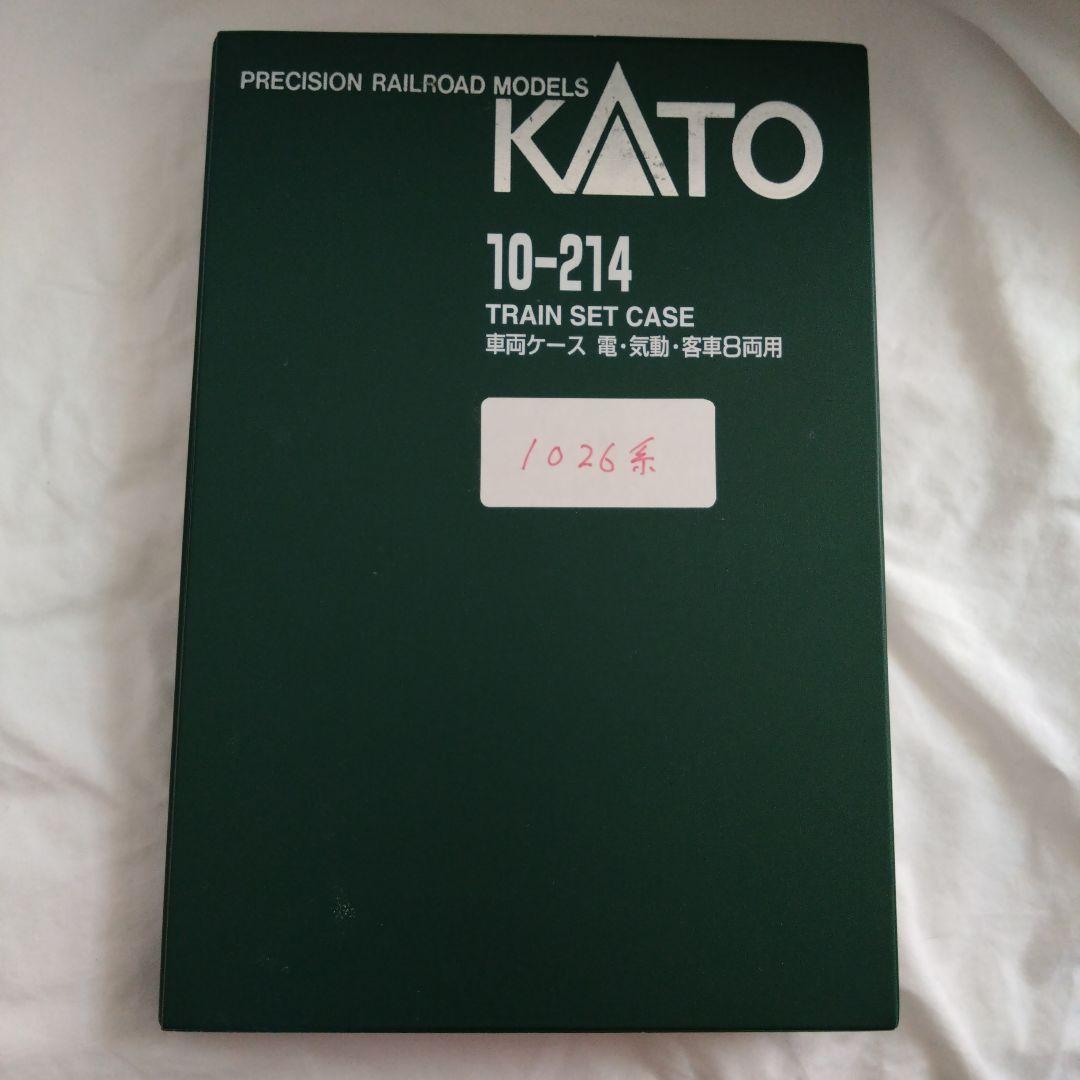 PRECISION RAILROAD MODELS
KATO
10-214
TRAIN SET CASE
車両ケース 電・気動・客車8両用
1026系